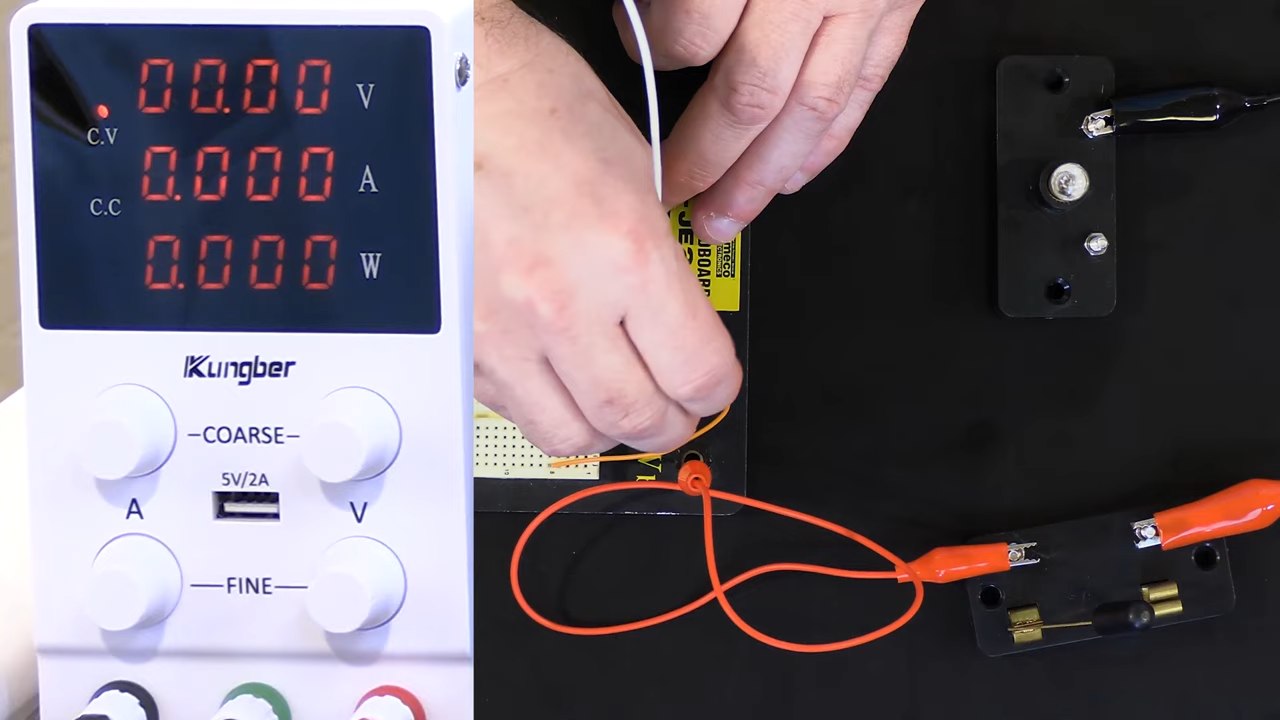 00.00 V
C.V
0.000 A
C.C
0.000 W
Kungber
COARSE
5V/2A
A V
FINE